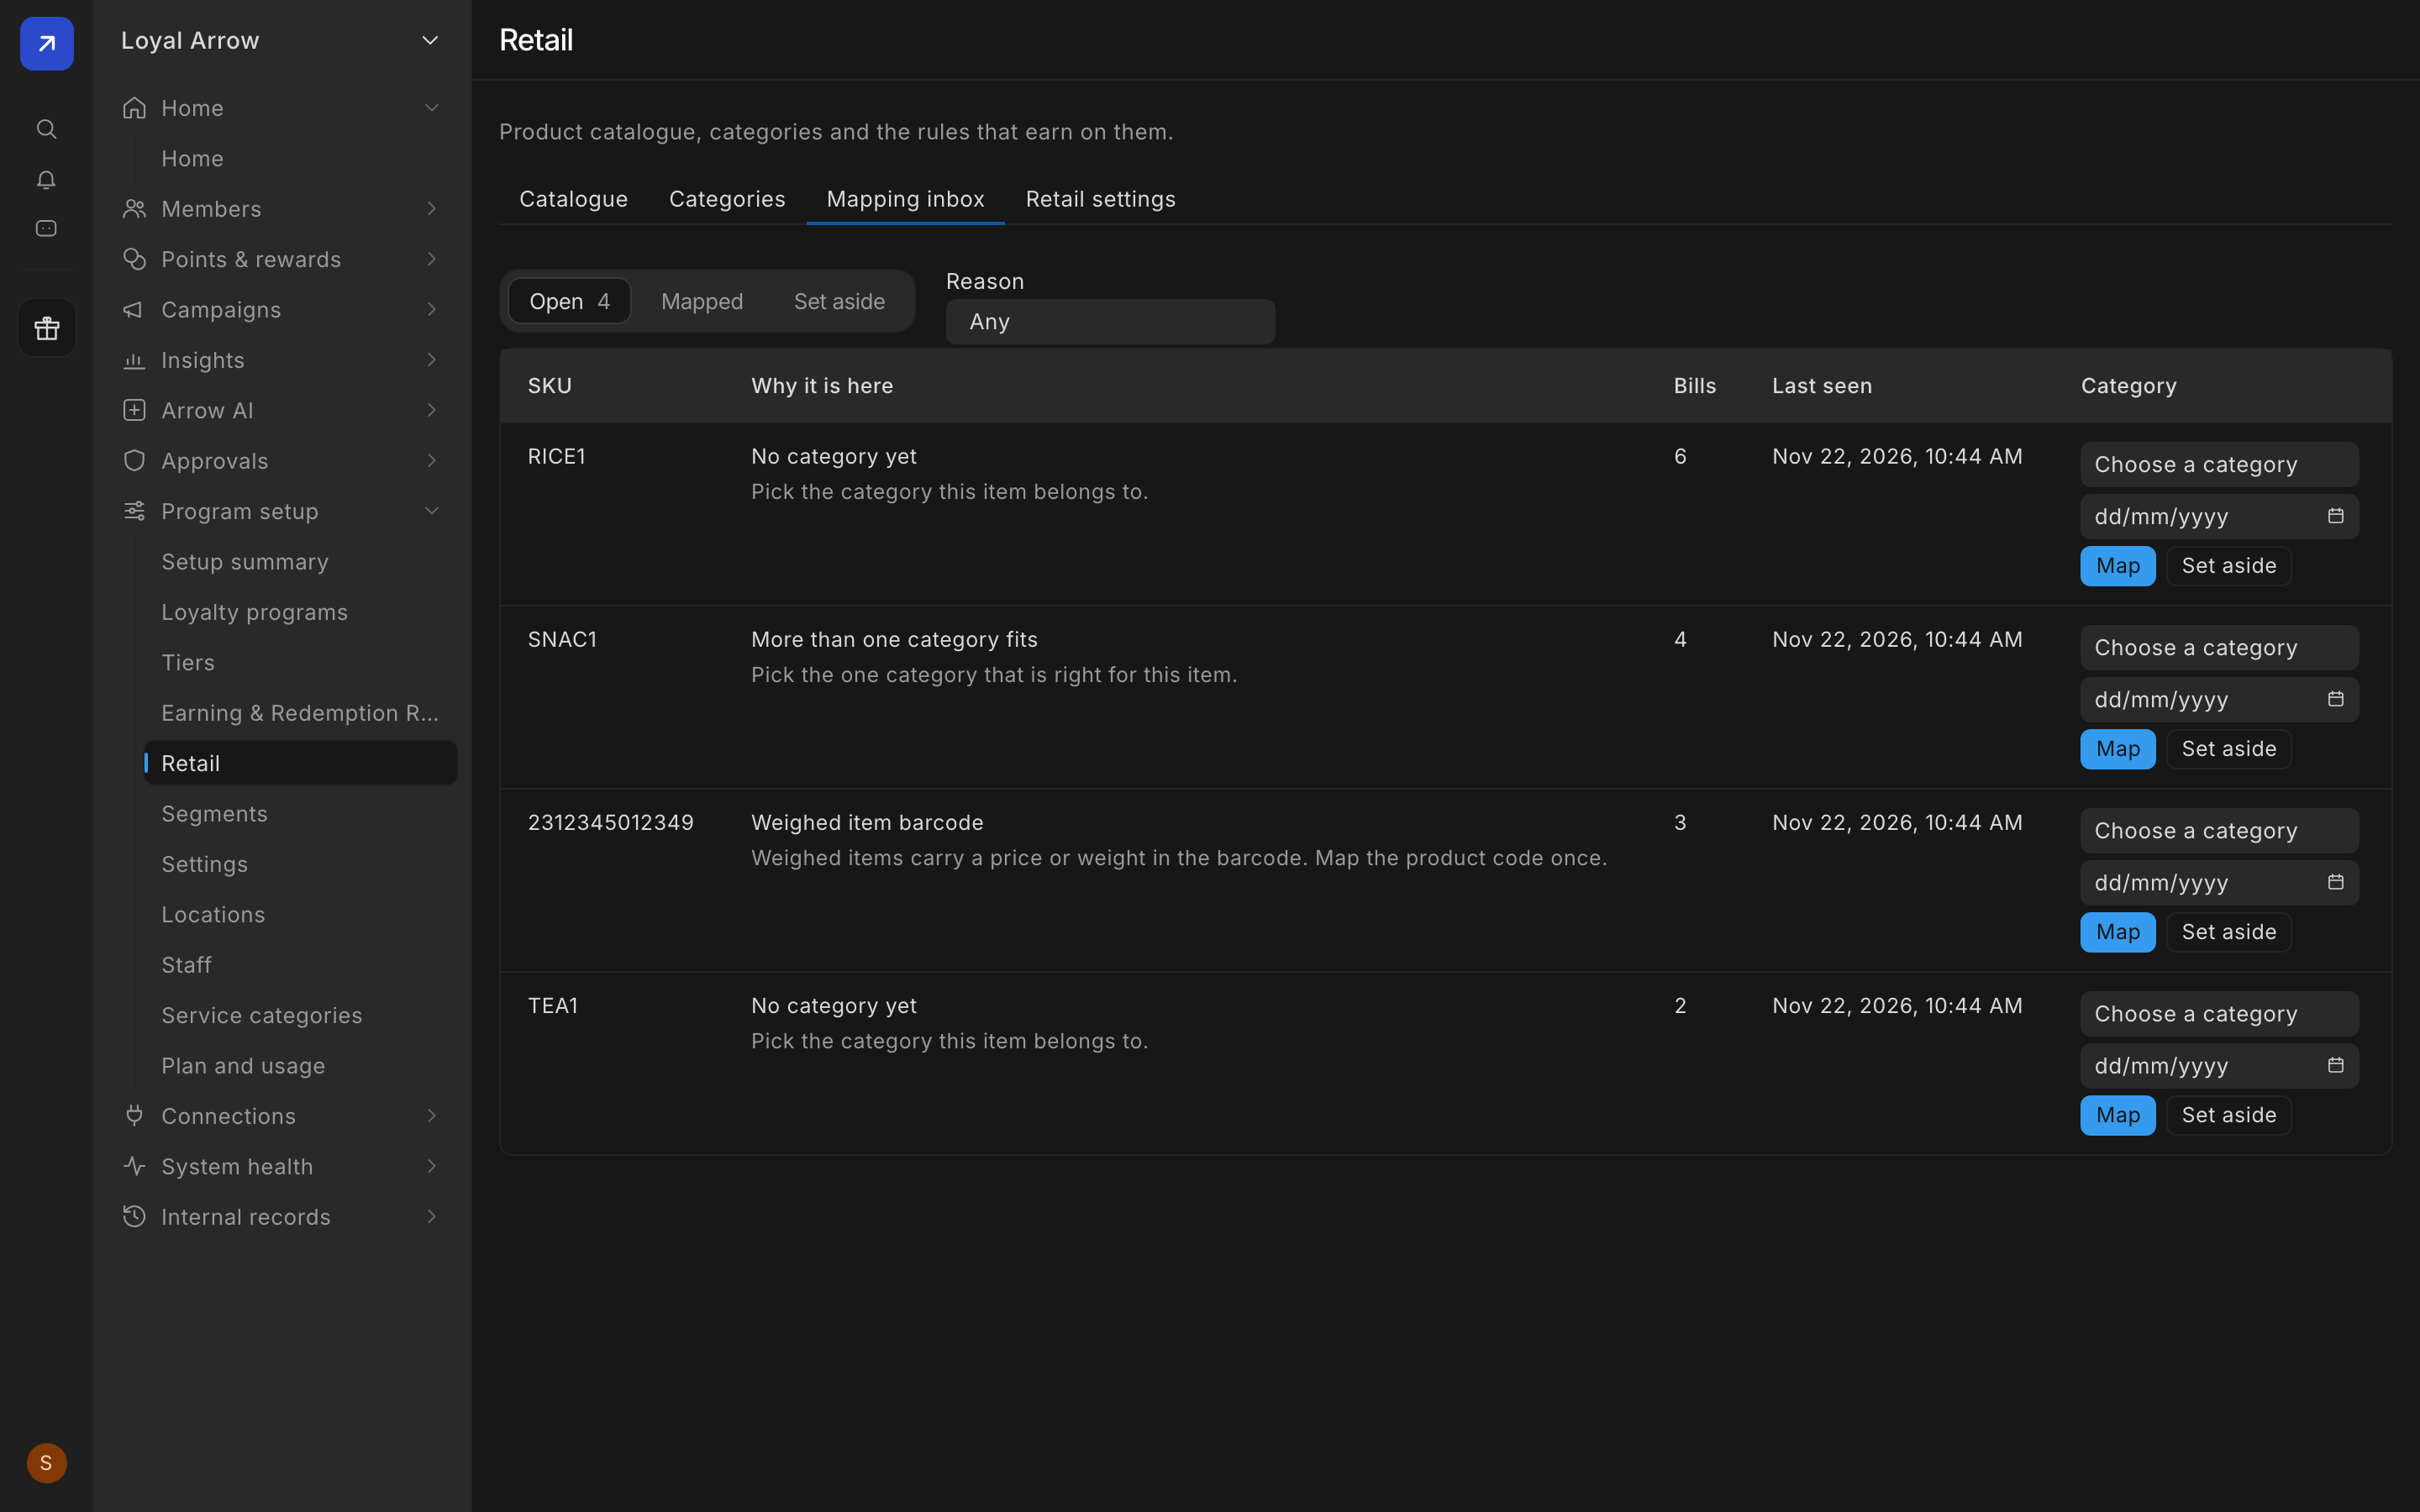 Loyal Arrow
Home
Home
Members
Points & rewards
Campaigns
Insights
Arrow AI
Approvals
Program setup
Setup summary
Loyalty programs
Tiers
Earning & Redemption R...
Retail
Segments
Settings
Locations
Staff
Service categories
Plan and usage
Connections
System health
Internal records
S
Retail
Product catalogue, categories and the rules that earn on them.
Catalogue Categories Mapping inbox Retail settings
Open 4 Mapped Set aside
Reason
Any
SKU Why it is here Bills Last seen Category
RICE1 No category yet 6 Nov 22, 2026, 10:44 AM Choose a category
Pick the category this item belongs to.
dd/mm/yyyy
Map Set aside
SNAC1 More than one category fits 4 Nov 22, 2026, 10:44 AM Choose a category
Pick the one category that is right for this item.
dd/mm/yyyy
Map Set aside
2312345012349 Weighed item barcode 3 Nov 22, 2026, 10:44 AM Choose a category
Weighed items carry a price or weight in the barcode. Map the product code once.
dd/mm/yyyy
Map Set aside
TEA1 No category yet 2 Nov 22, 2026, 10:44 AM Choose a category
Pick the category this item belongs to.
dd/mm/yyyy
Map Set aside